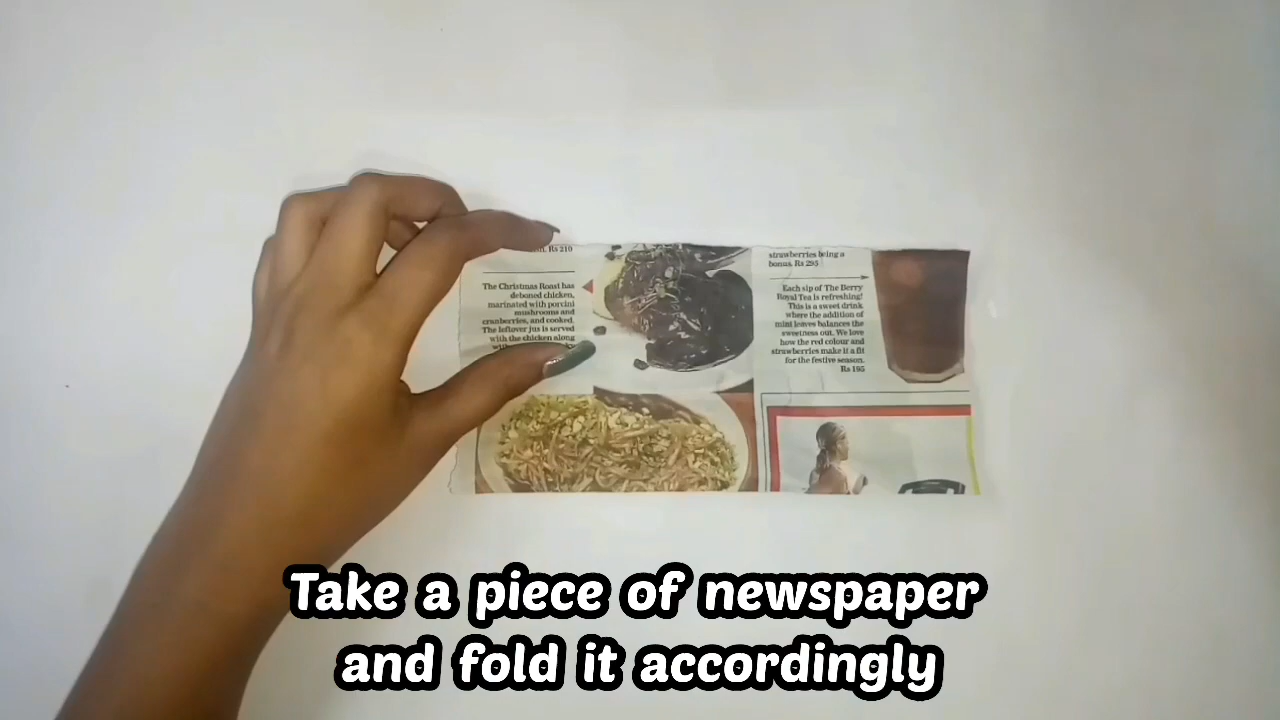 Rs 210
The Christmas Roast has
deboned chicken,
marinated with porcini
mushrooms and
cranberries, and cooked.
The leftover jus is served
with the chicken along
strawberries being a
bonus. Rs 295
Each sip of The Berry
Royal Tea is refreshing!
This is a sweet drink
where the addition of
mint leaves balances the
sweetness out. We love
how the red colour and
strawberries make it a fit
for the festive season.
Rs 195
Take a piece of newspaper
and fold it accordingly